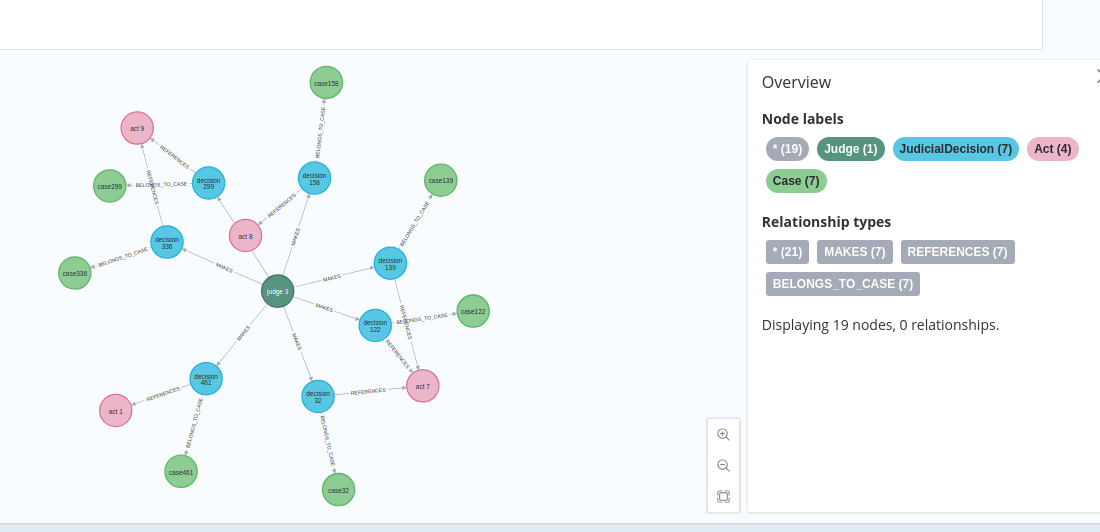 case158
BELONGS_TO_CASE
act 9
REFERENCES
decision
158
case139
decision
299
case299
BELONGS_TO_CASE
REFERENCES
REFERENCES
BELONGS_TO_CASE
act 8
MAKES
decision
336
BELONGS_TO_CASE
case336
MAKES
decision
139
MAKES
judge 3
MAKES
case122
BELONGS_TO_CASE
REFERENCES
decision
122
MAKES
MAKES
REFERENCES
decision
461
act 7
REFERENCES
decision
32
REFERENCES
act 1
BELONGS_TO_CASE
BELONGS_TO_CASE
case461
case32
Overview
Node labels
* (19) Judge (1) JudicialDecision (7) Act (4)
Case (7)
Relationship types
* (21) MAKES (7) REFERENCES (7)
BELONGS_TO_CASE (7)
Displaying 19 nodes, 0 relationships.